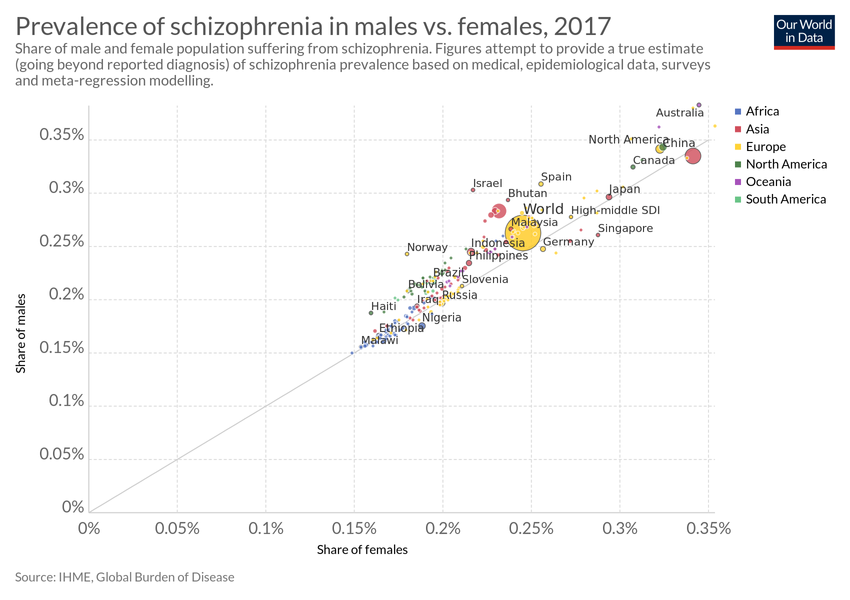 Prevalence of schizophrenia in males vs. females, 2017
Our World
in Data
Share of male and female population suffering from schizophrenia. Figures attempt to provide a true estimate
(going beyond reported diagnosis) of schizophrenia prevalence based on medical, epidemiological data, surveys
and meta-regression modelling.
Africa
Asia
Europe
North America
Oceania
South America
Share of males
0.35%
0.3%
0.25%
0.2%
0.15%
0.1%
0.05%
0%
Australia
North America
China
Canada
Spain
Israel
Bhutan
Japan
World
High-middle SDI
Malaysia
Singapore
Indonesia
Germany
Norway
Philippines
Brazil
Slovenia
Bolivia
Russia
Iraq
Haiti
Nigeria
Ethiopia
Malawi
0%
0.05%
0.1%
0.15%
0.2%
0.25%
0.3%
0.35%
Share of females
Source: IHME, Global Burden of Disease